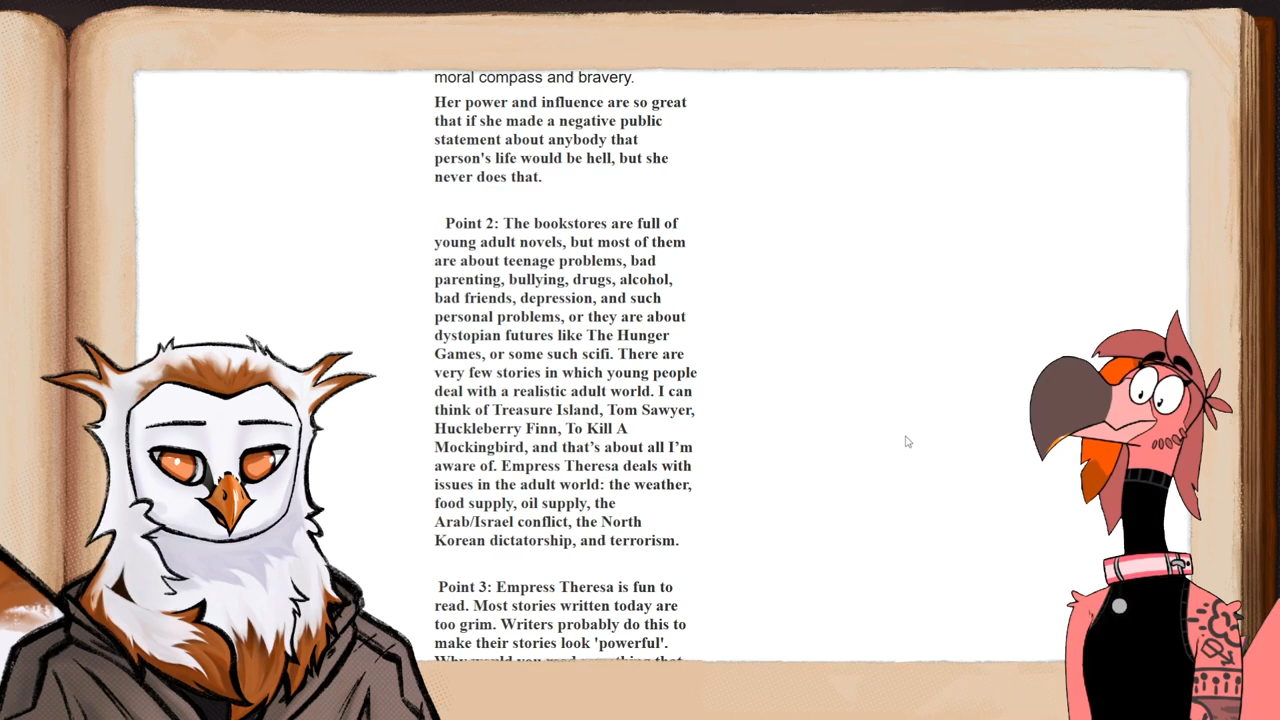 moral compass and bravery.
Her power and influence are so great
that if she made a negative public
statement about anybody that
person's life would be hell, but she
never does that.
Point 2: The bookstores are full of
young adult novels, but most of them
are about teenage problems, bad
parenting, bullying, drugs, alcohol,
bad friends, depression, and such
personal problems, or they are about
dystopian futures like The Hunger
Games, or some such scifi. There are
very few stories in which young people
deal with a realistic adult world. I can
think of Treasure Island, Tom Sawyer,
Huckleberry Finn, To Kill A
Mockingbird, and that’s about all I’m
aware of. Empress Theresa deals with
issues in the adult world: the weather,
food supply, oil supply, the
Arab/Israel conflict, the North
Korean dictatorship, and terrorism.
Point 3: Empress Theresa is fun to
read. Most stories written today are
too grim. Writers probably do this to
make their stories look 'powerful'.